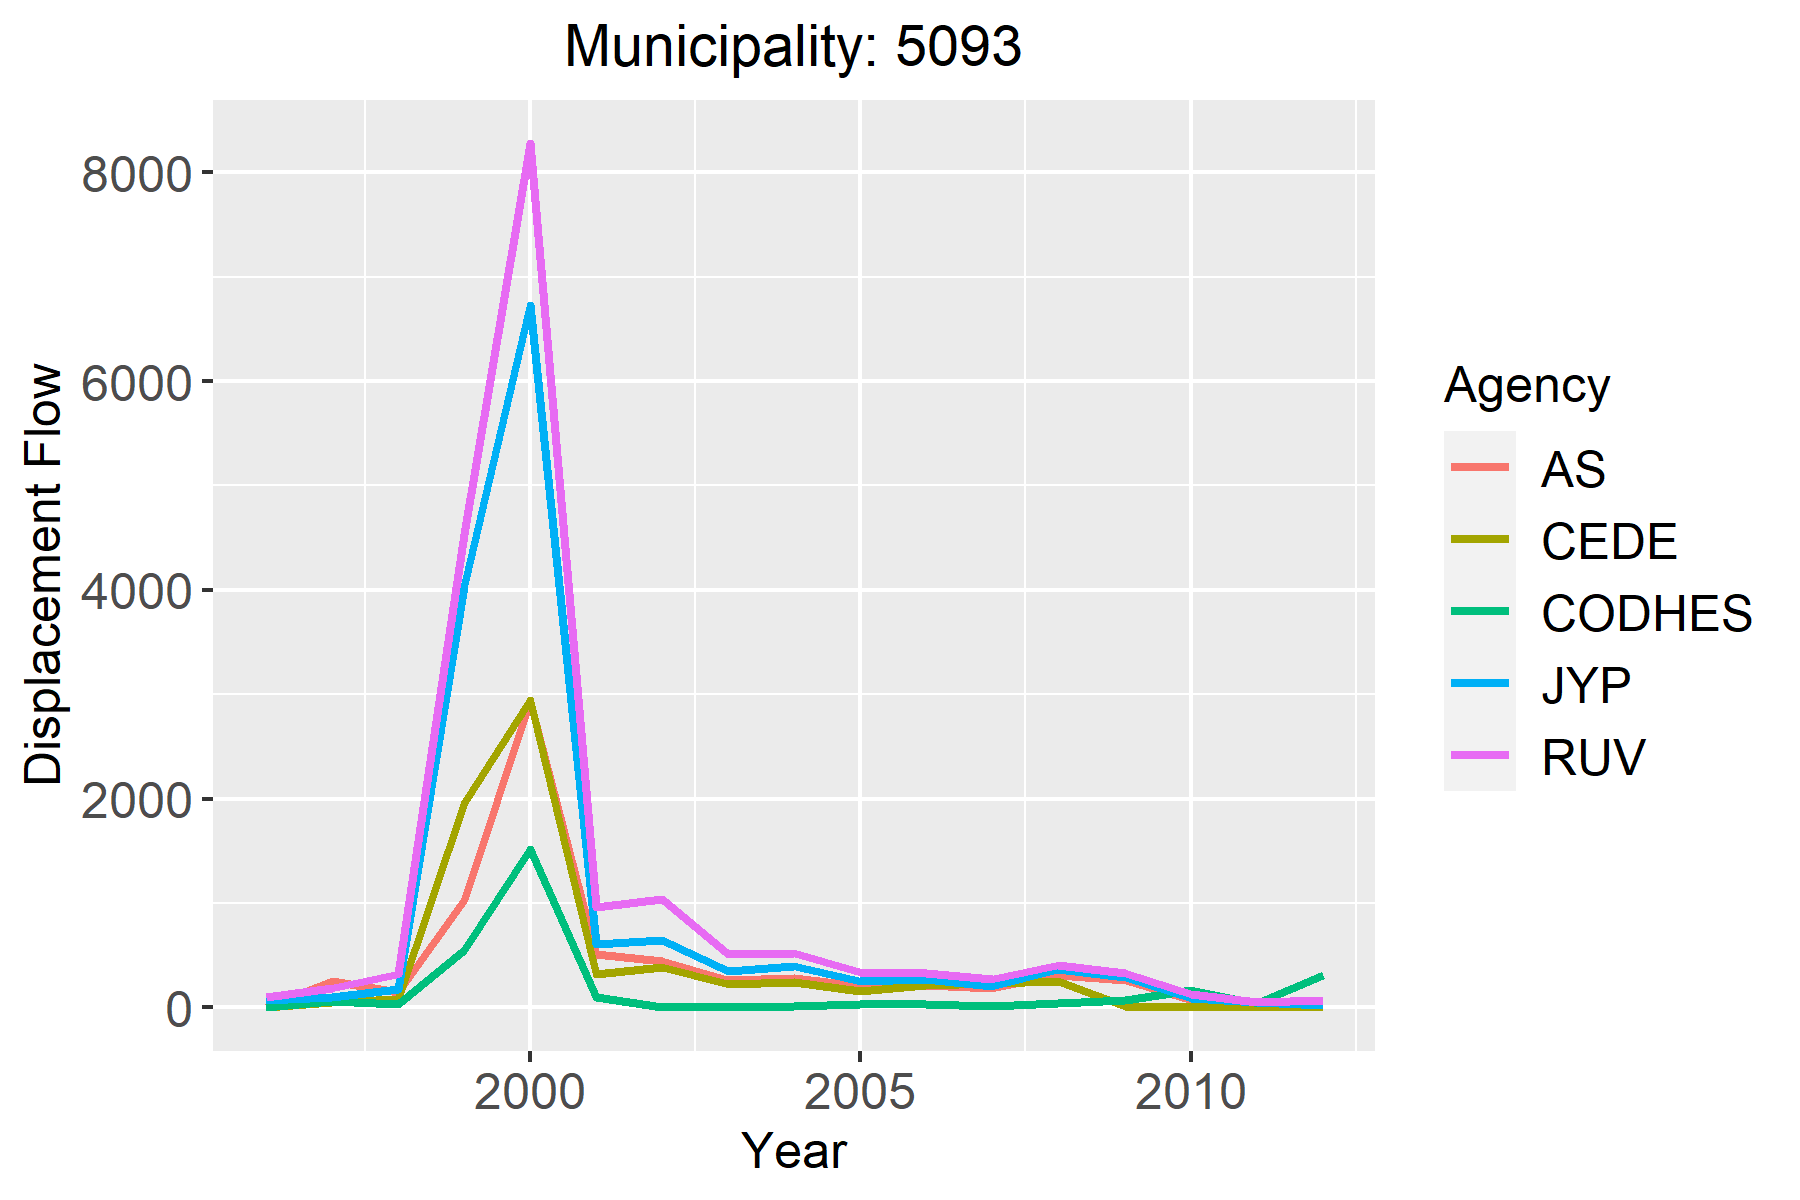 Municipality: 5093
Displacement Flow
8000
6000
4000
2000
0
2000
2005
2010
Year
Agency
AS
CEDE
CODHES
JYP
RUV